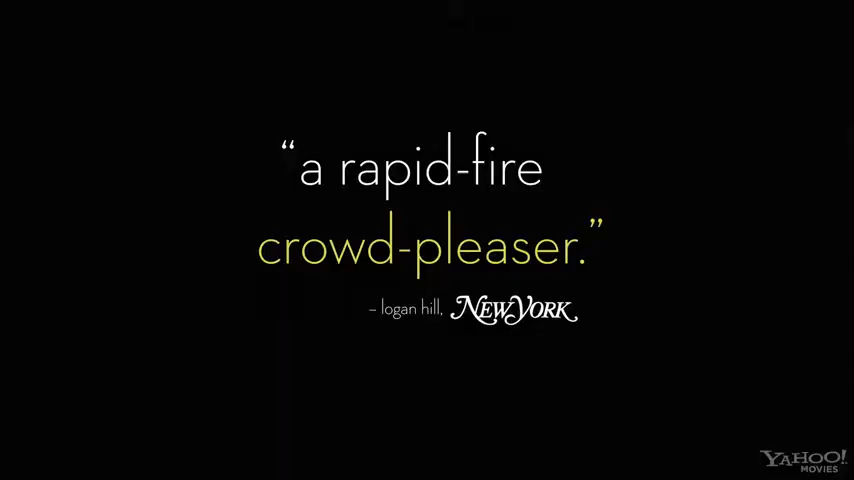 “a rapid-fire
crowd-pleaser.”
– logan hill, NEW YORK
YAHOO!
MOVIES